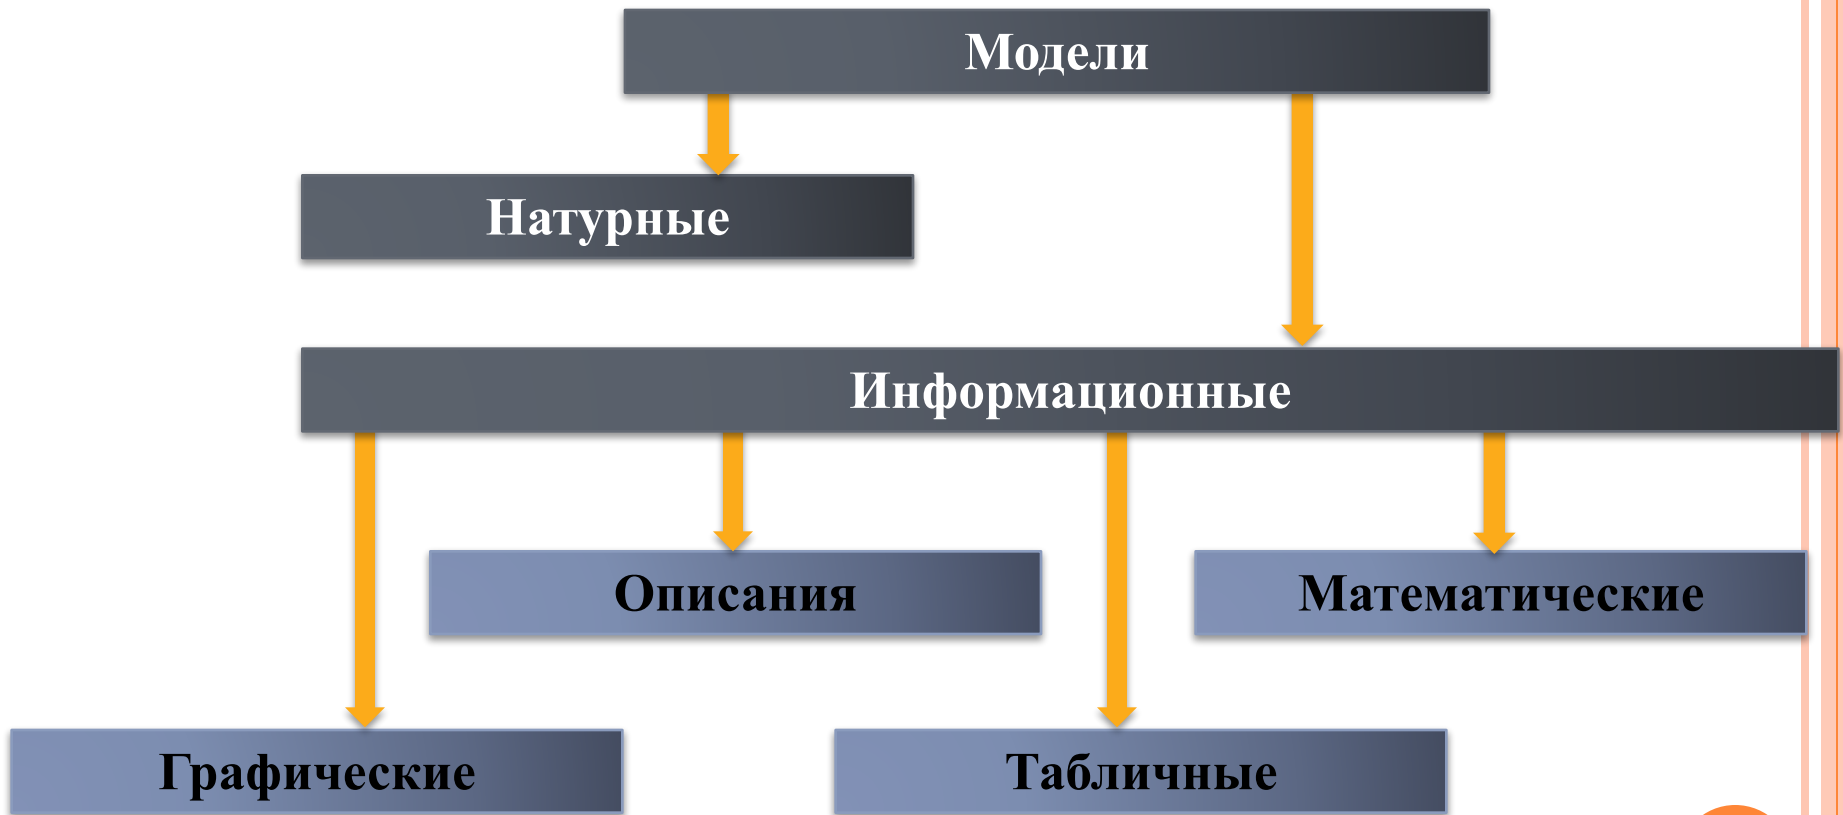 Модели
Натурные
Информационные
Описания
Математические
Графические
Табличные